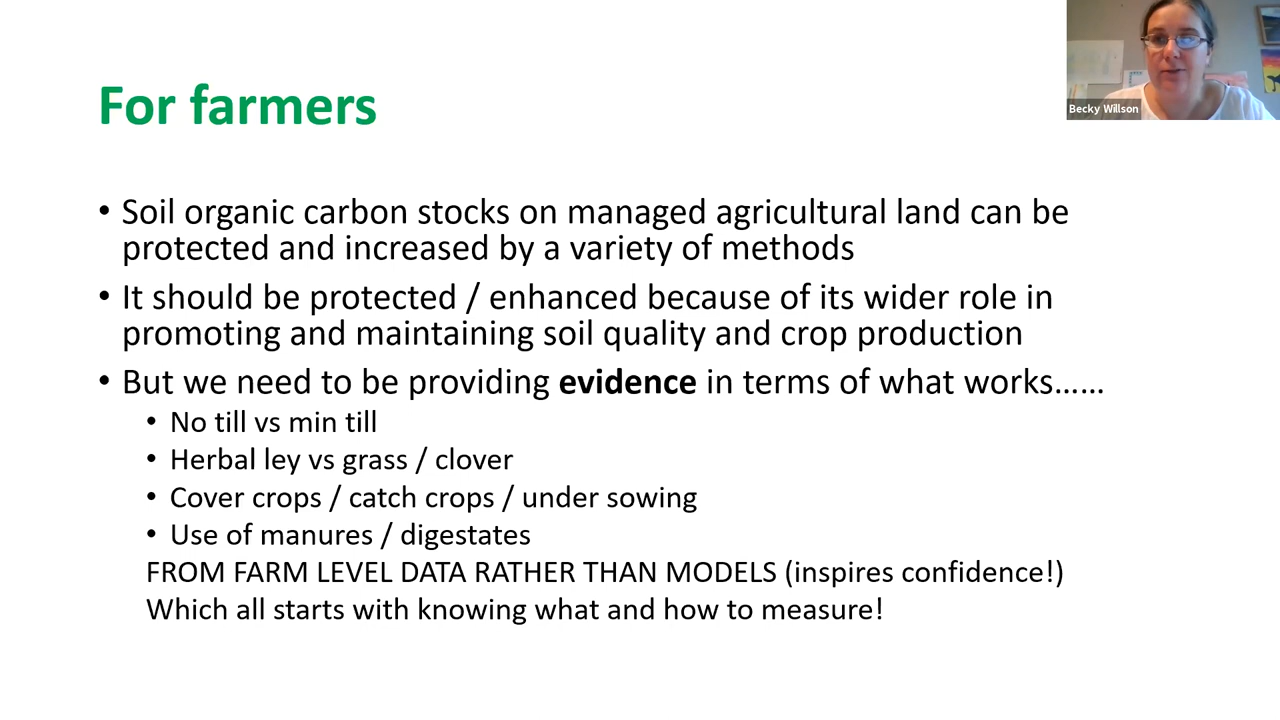 For farmers
Becky Willson
• Soil organic carbon stocks on managed agricultural land can be
protected and increased by a variety of methods
• It should be protected / enhanced because of its wider role in
promoting and maintaining soil quality and crop production
• But we need to be providing evidence in terms of what works……
• No till vs min till
• Herbal ley vs grass / clover
• Cover crops / catch crops / under sowing
• Use of manures / digestates
FROM FARM LEVEL DATA RATHER THAN MODELS (inspires confidence!)
Which all starts with knowing what and how to measure!